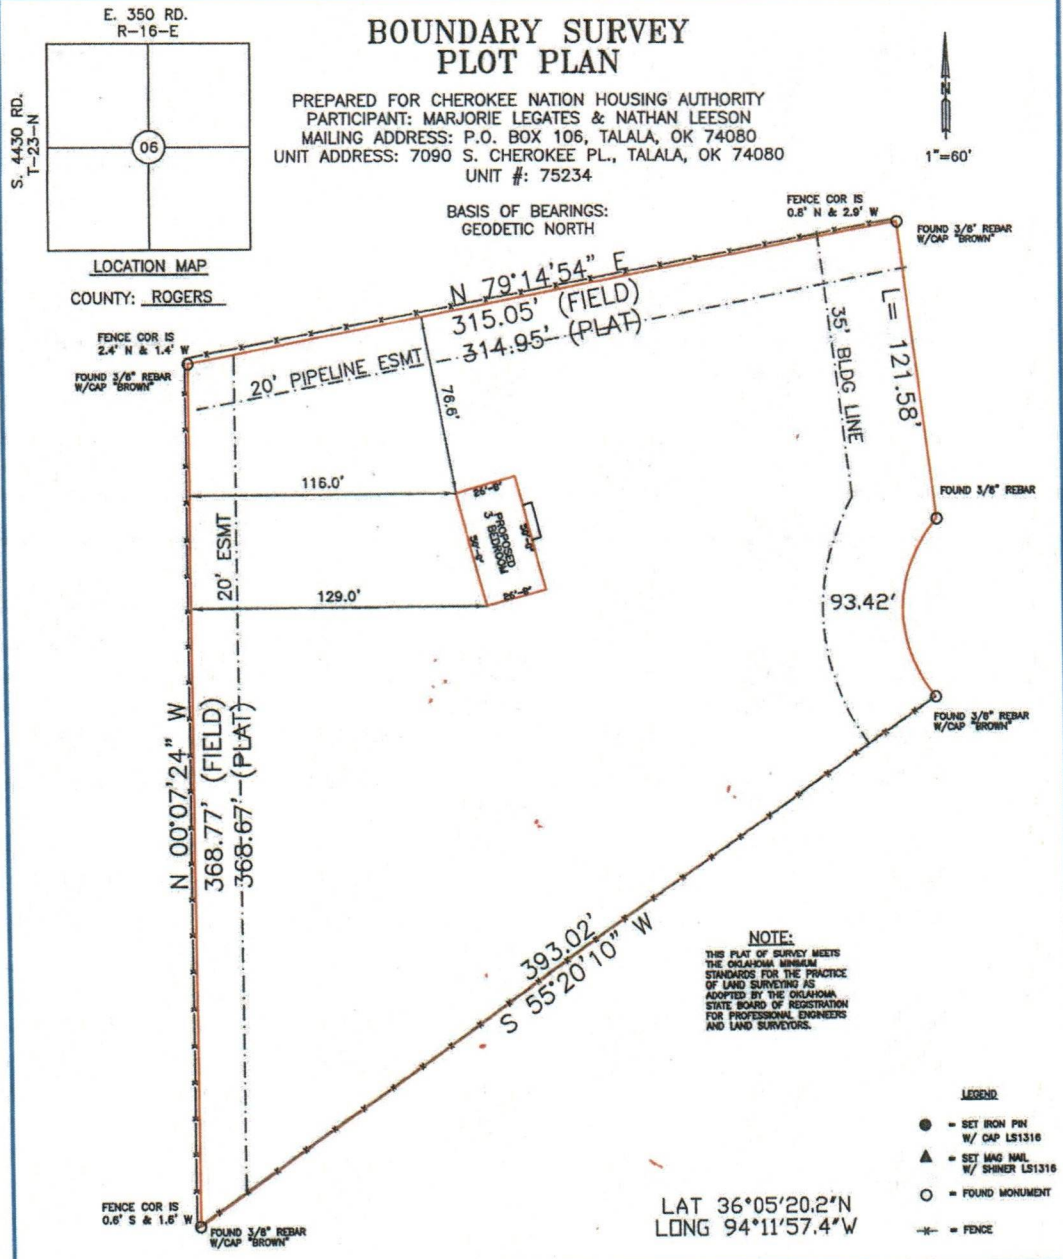 E. 350 RD.
R-16-E
S. 4430 RD.
T-23-N
06
LOCATION MAP
COUNTY: ROGERS
BOUNDARY SURVEY
PLOT PLAN
PREPARED FOR CHEROKEE NATION HOUSING AUTHORITY
PARTICIPANT: MARJORIE LEGATES & NATHAN LEESON
MAILING ADDRESS: P.O. BOX 106, TALALA, OK 74080
UNIT ADDRESS: 7090 S. CHEROKEE PL., TALALA, OK 74080
UNIT #: 75234
BASIS OF BEARINGS:
GEODETIC NORTH
N
1"=60'
FENCE COR IS
0.8' N & 2.9' W
FOUND 3/8" REBAR
W/CAP "BROWN"
N 79°14'54" E
315.05' (FIELD)
314.95' (PLAT)
FENCE COR IS
2.4' N & 1.4' W
FOUND 3/8" REBAR
W/CAP "BROWN"
20' PIPELINE ESMT
76.6'
35' BLDG LINE
L= 121.58'
116.0'
20' ESMT
129.0'
PROPOSED
3 BEDROOM
FOUND 3/8" REBAR
93.42'
FOUND 3/8" REBAR
W/CAP "BROWN"
N 00°07'24" W
368.77' (FIELD)
368.67' (PLAT)
393.02'
S 55°20'10" W
NOTE:
THIS PLAT OF SURVEY MEETS
THE OKLAHOMA MINIMUM
STANDARDS FOR THE PRACTICE
OF LAND SURVEYING AS
ADOPTED BY THE OKLAHOMA
STATE BOARD OF REGISTRATION
FOR PROFESSIONAL ENGINEERS
AND LAND SURVEYORS.
LEGEND
= SET IRON PIN
W/ CAP LS1316
= SET MAG NAIL
W/ SHINER LS1316
= FOUND MONUMENT
= FENCE
FENCE COR IS
0.6' S & 1.6' W
FOUND 3/8" REBAR
W/CAP "BROWN"
LAT 36°05'20.2"N
LONG 94°11'57.4"W